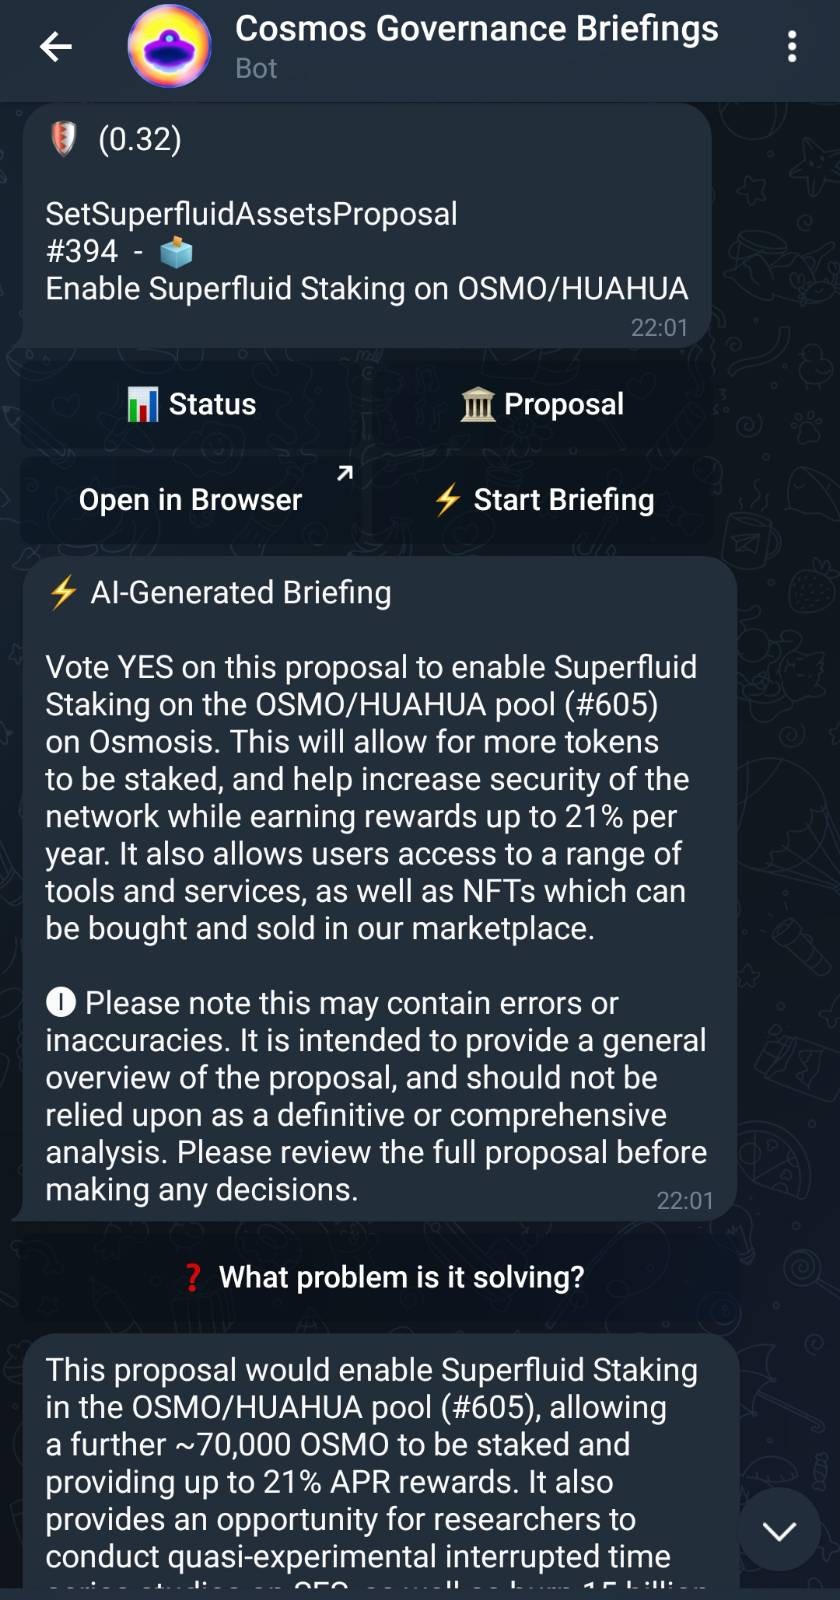 Cosmos Governance Briefings
Bot
(0.32)
SetSuperfluidAssetsProposal
#394 -
Enable Superfluid Staking on OSMO/HUAHUA
22:01
Status
Proposal
Open in Browser
Start Briefing
AI-Generated Briefing
Vote YES on this proposal to enable Superfluid
Staking on the OSMO/HUAHUA pool (#605)
on Osmosis. This will allow for more tokens
to be staked, and help increase security of the
network while earning rewards up to 21% per
year. It also allows users access to a range of
tools and services, as well as NFTs which can
be bought and sold in our marketplace.
Please note this may contain errors or
inaccuracies. It is intended to provide a general
overview of the proposal, and should not be
relied upon as a definitive or comprehensive
analysis. Please review the full proposal before
making any decisions.
22:01
❓ What problem is it solving?
This proposal would enable Superfluid Staking
in the OSMO/HUAHUA pool (#605), allowing
a further ~70,000 OSMO to be staked and
providing up to 21% APR rewards. It also
provides an opportunity for researchers to
conduct quasi-experimental interrupted time